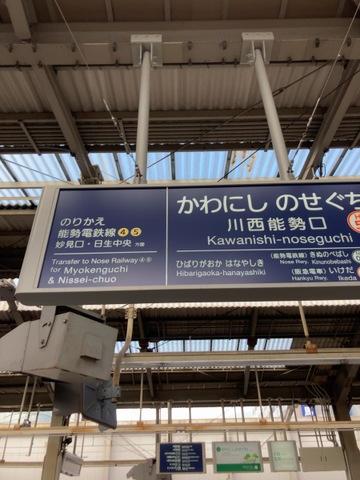 のりかえ
能勢電鉄線 4 5
妙見口・日生中央 方面
Transfer to Nose Railway ④⑤
for Myokenguchi
& Nissei-chuo
かわにし のせぐち
川西能勢口
Kawanishi-noseguchi
ひばりがおか はなやしき
Hibarigaoka-hanayashiki
(能勢電鉄) きぬのべばし
Nose Rwy. Kinunobebashi
(阪急電車) いけだ
Hankyu Rwy. Ikeda